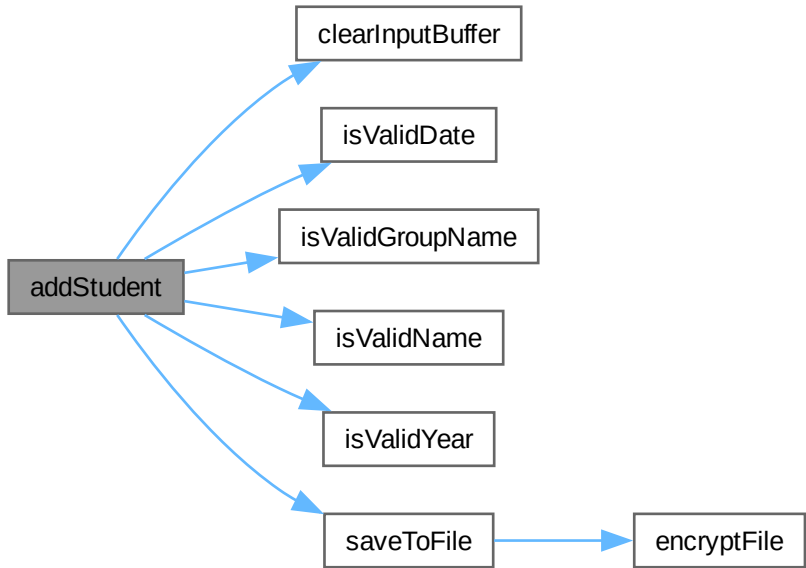 clearInputBuffer
isValidDate
isValidGroupName
addStudent
isValidName
isValidYear
saveToFile
encryptFile